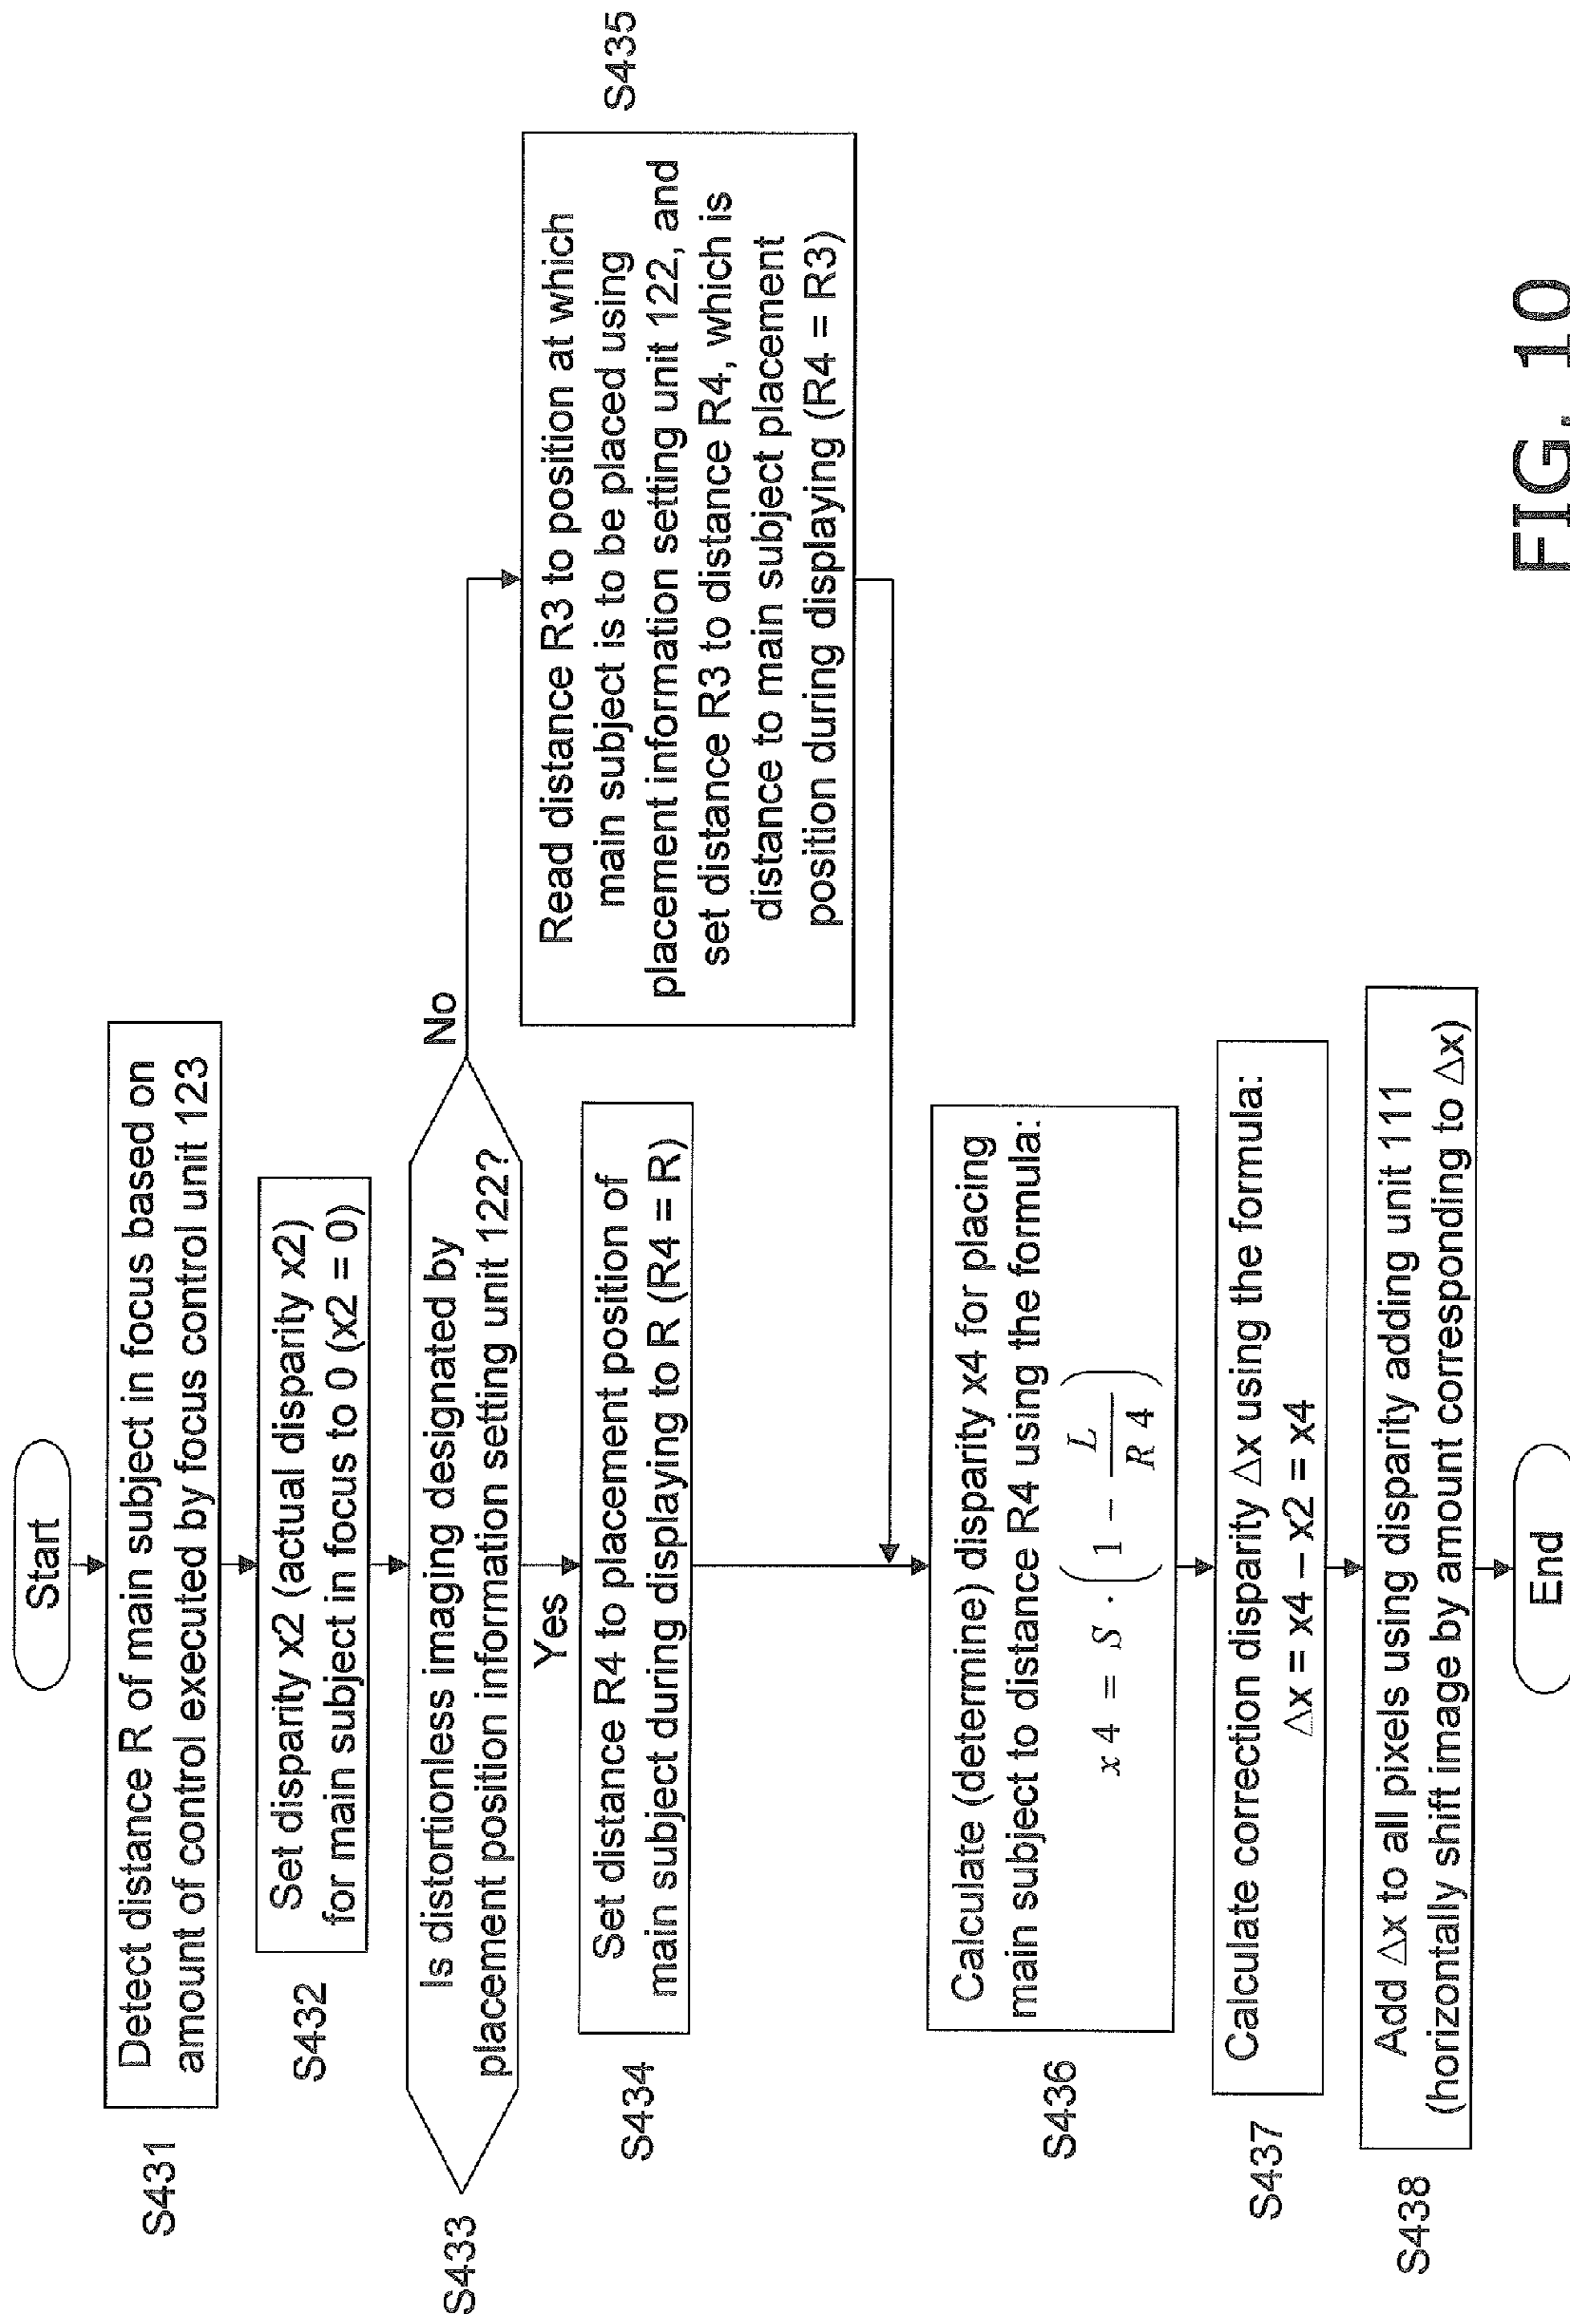 Start
S431
Detect distance R of main subject in focus based on
amount of control executed by focus control unit 123
S432
Set disparity x2 (actual disparity x2)
for main subject in focus to 0 (x2 = 0)
S433
Is distortionless imaging designated by
placement position information setting unit 122?
No
Yes
S434
Set distance R4 to placement position of
main subject during displaying to R (R4 = R)
S435
Read distance R3 to position at which
main subject is to be placed using
placement information setting unit 122, and
set distance R3 to distance R4, which is
distance to main subject placement
position during displaying (R4 = R3)
S436
Calculate (determine) disparity x4 for placing
main subject to distance R4 using the formula:
x4 = S · (1 − L/R4)
S437
Calculate correction disparity △x using the formula:
△x = x4 – x2 = x4
S438
Add △x to all pixels using disparity adding unit 111
(horizontally shift image by amount corresponding to △x)
End
FIG. 10